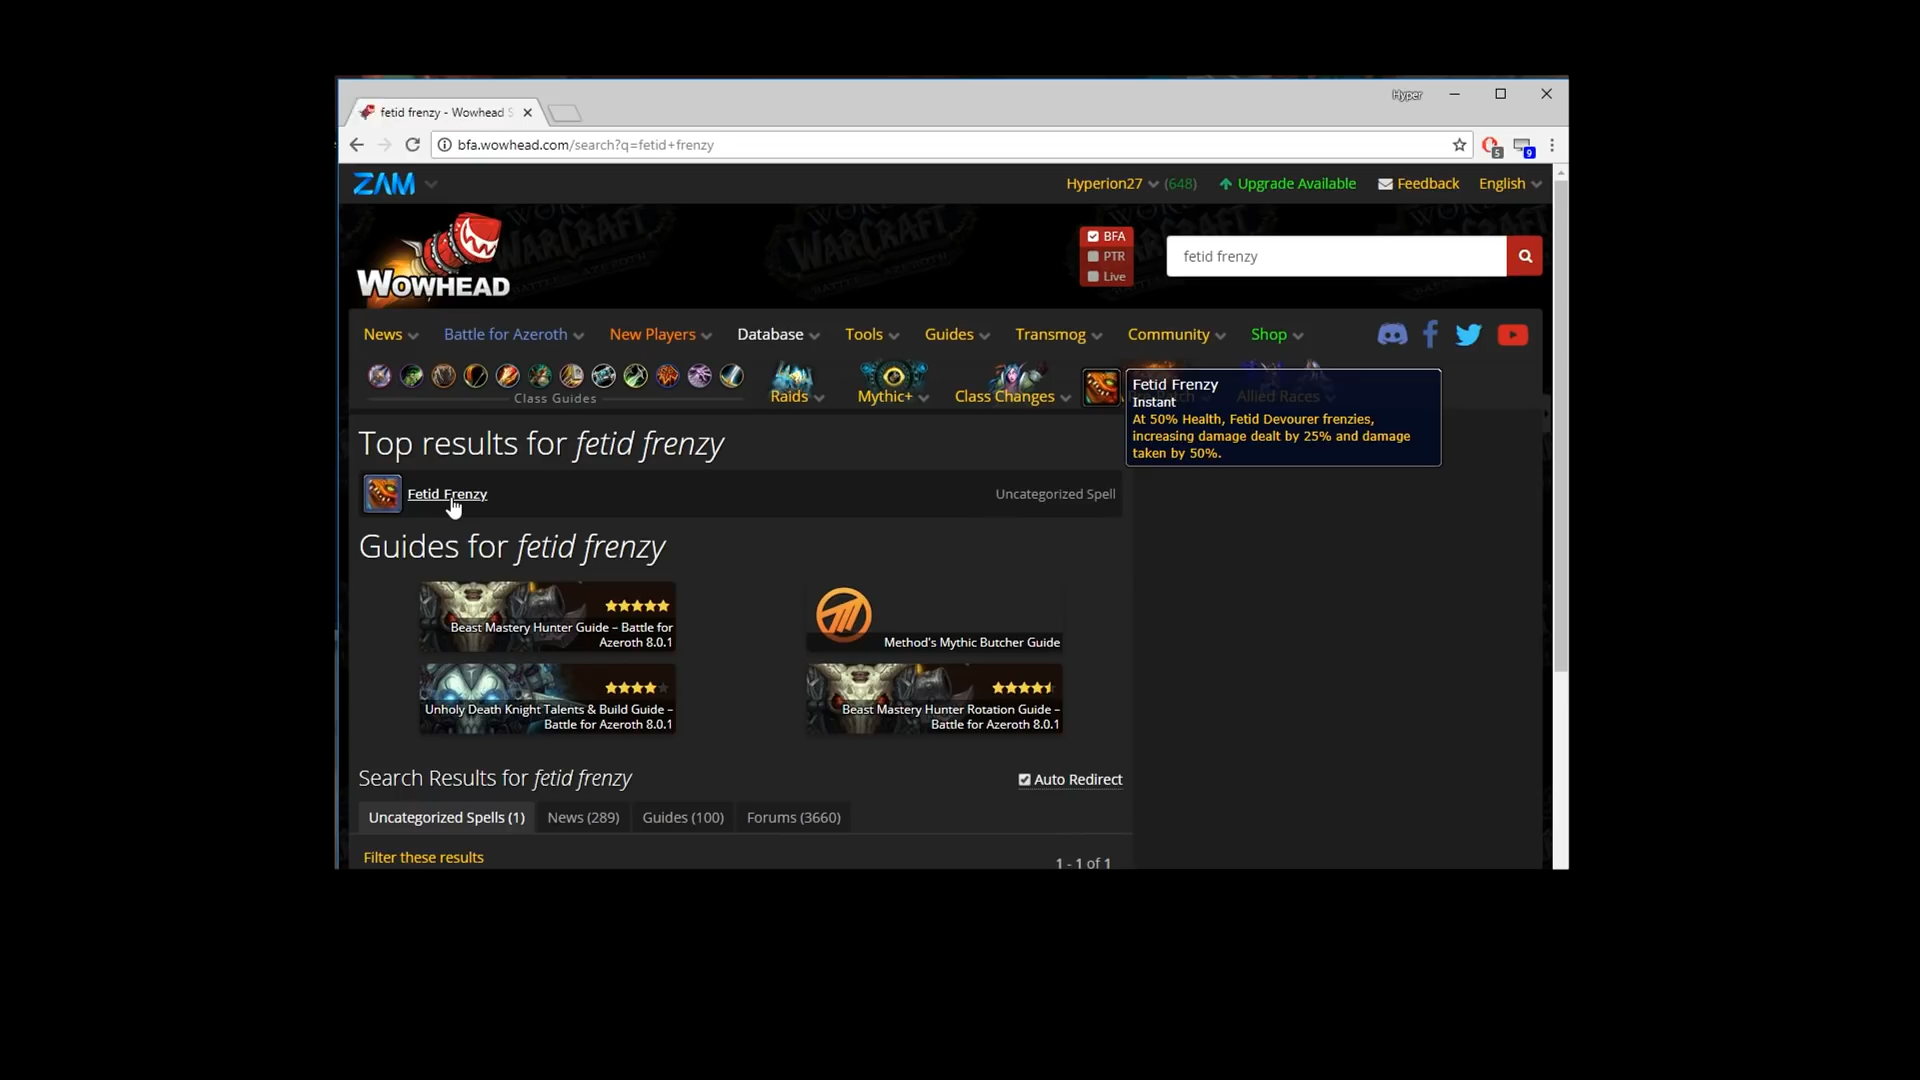 Hyper
fetid frenzy - Wowhead S
bfa.wowhead.com/search?q=fetid+frenzy
5
9
ZAM
Hyperion27 (648) Upgrade Available Feedback English
WOWHEAD
BFA
PTR
Live
fetid frenzy
News Battle for Azeroth New Players Database Tools Guides Transmog Community Shop
Class Guides
Raids Mythic+ Class Changes Allied Races
Fetid Frenzy
Instant
At 50% Health, Fetid Devourer frenzies,
increasing damage dealt by 25% and damage
taken by 50%.
Top results for fetid frenzy
Fetid Frenzy Uncategorized Spell
Guides for fetid frenzy
Beast Mastery Hunter Guide – Battle for
Azeroth 8.0.1
Method's Mythic Butcher Guide
Unholy Death Knight Talents & Build Guide –
Battle for Azeroth 8.0.1
Beast Mastery Hunter Rotation Guide –
Battle for Azeroth 8.0.1
Search Results for fetid frenzy Auto Redirect
Uncategorized Spells (1) News (289) Guides (100) Forums (3660)
Filter these results 1 - 1 of 1